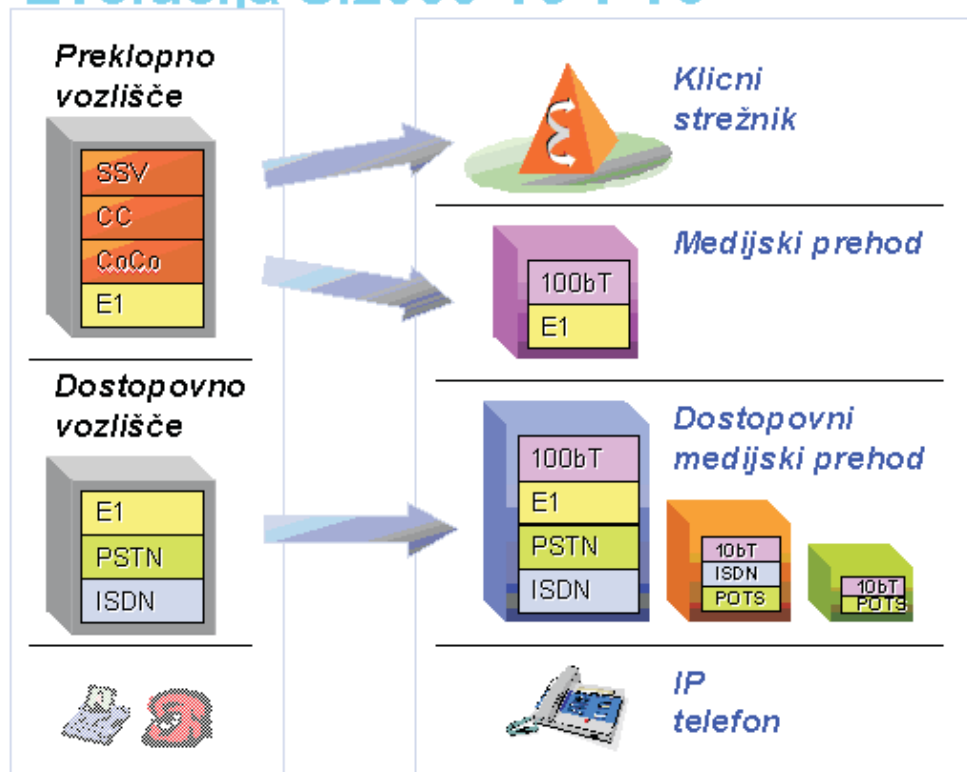 Preklopno
vozlišče
SSV
CC
CoCo
E1
Dostopovno
vozlišče
E1
PSTN
ISDN
Klicni
strežnik
Medijski prehod
100bT
E1
Dostopovni
medijski prehod
100bT
E1
PSTN
ISDN
10bT
ISDN
POTS
10bT
POTS
IP
telefon